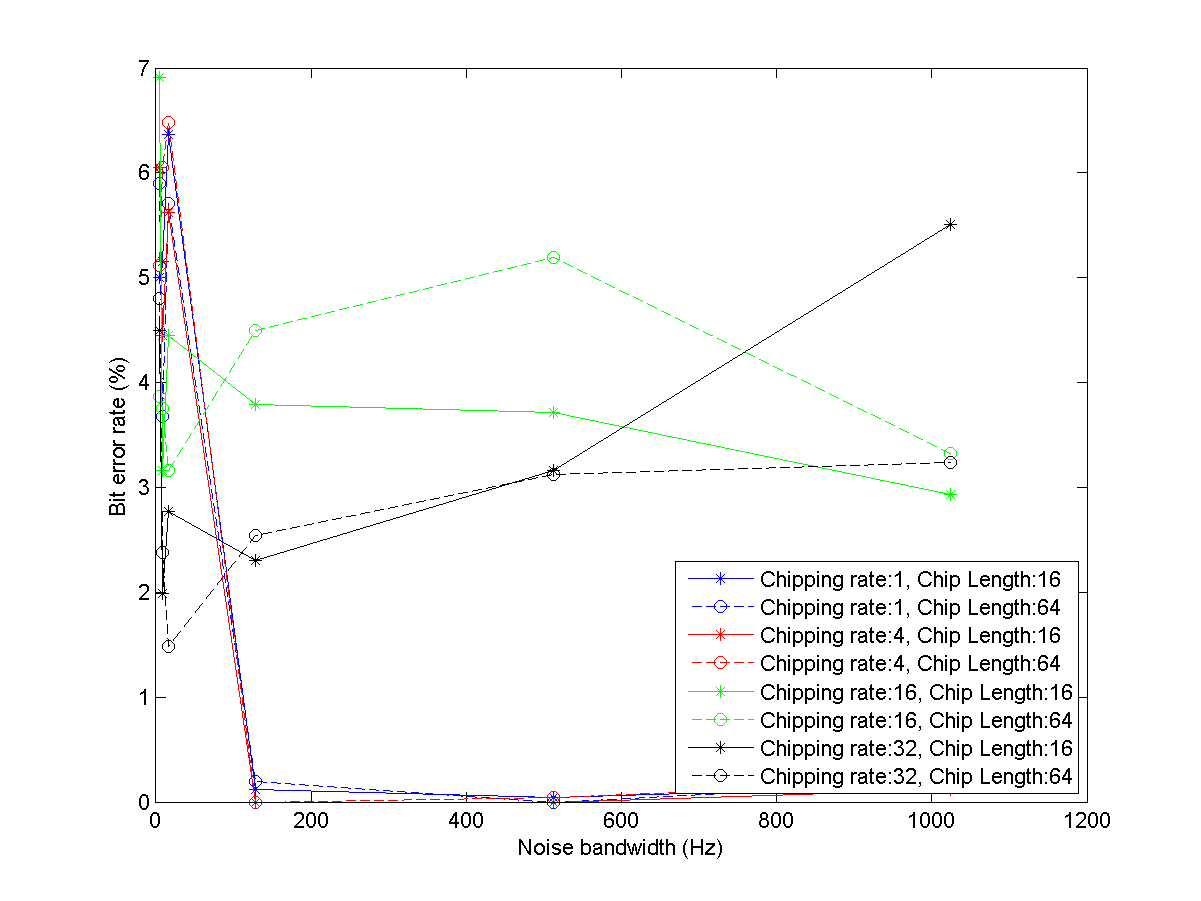 7
6
5
4
3
2
1
0
Bit error rate (%)
Chipping rate:1, Chip Length:16
Chipping rate:1, Chip Length:64
Chipping rate:4, Chip Length:16
Chipping rate:4, Chip Length:64
Chipping rate:16, Chip Length:16
Chipping rate:16, Chip Length:64
Chipping rate:32, Chip Length:16
Chipping rate:32, Chip Length:64
0 200 400 600 800 1000 1200
Noise bandwidth (Hz)